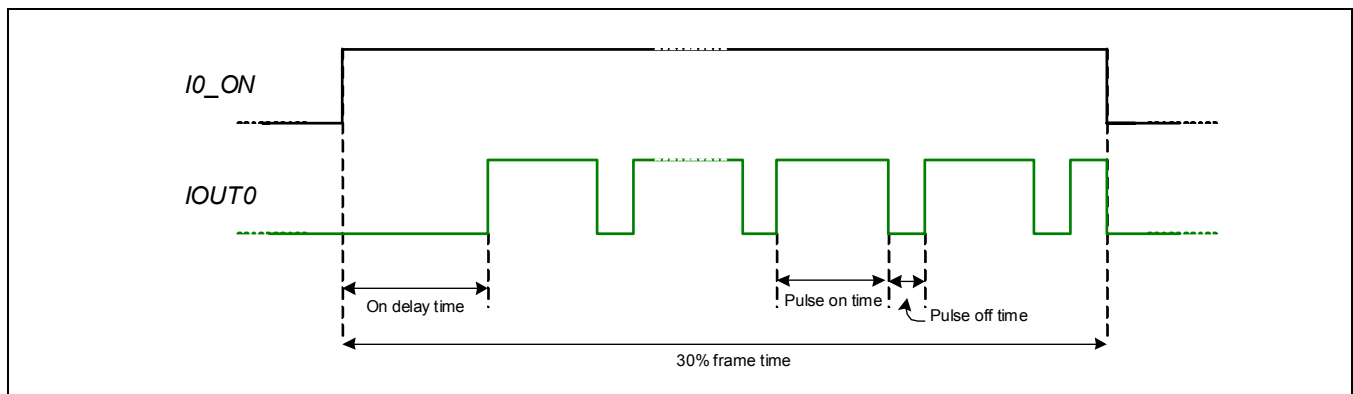 I0_ON
IOUT0
On delay time
Pulse on time
Pulse off time
30% frame time